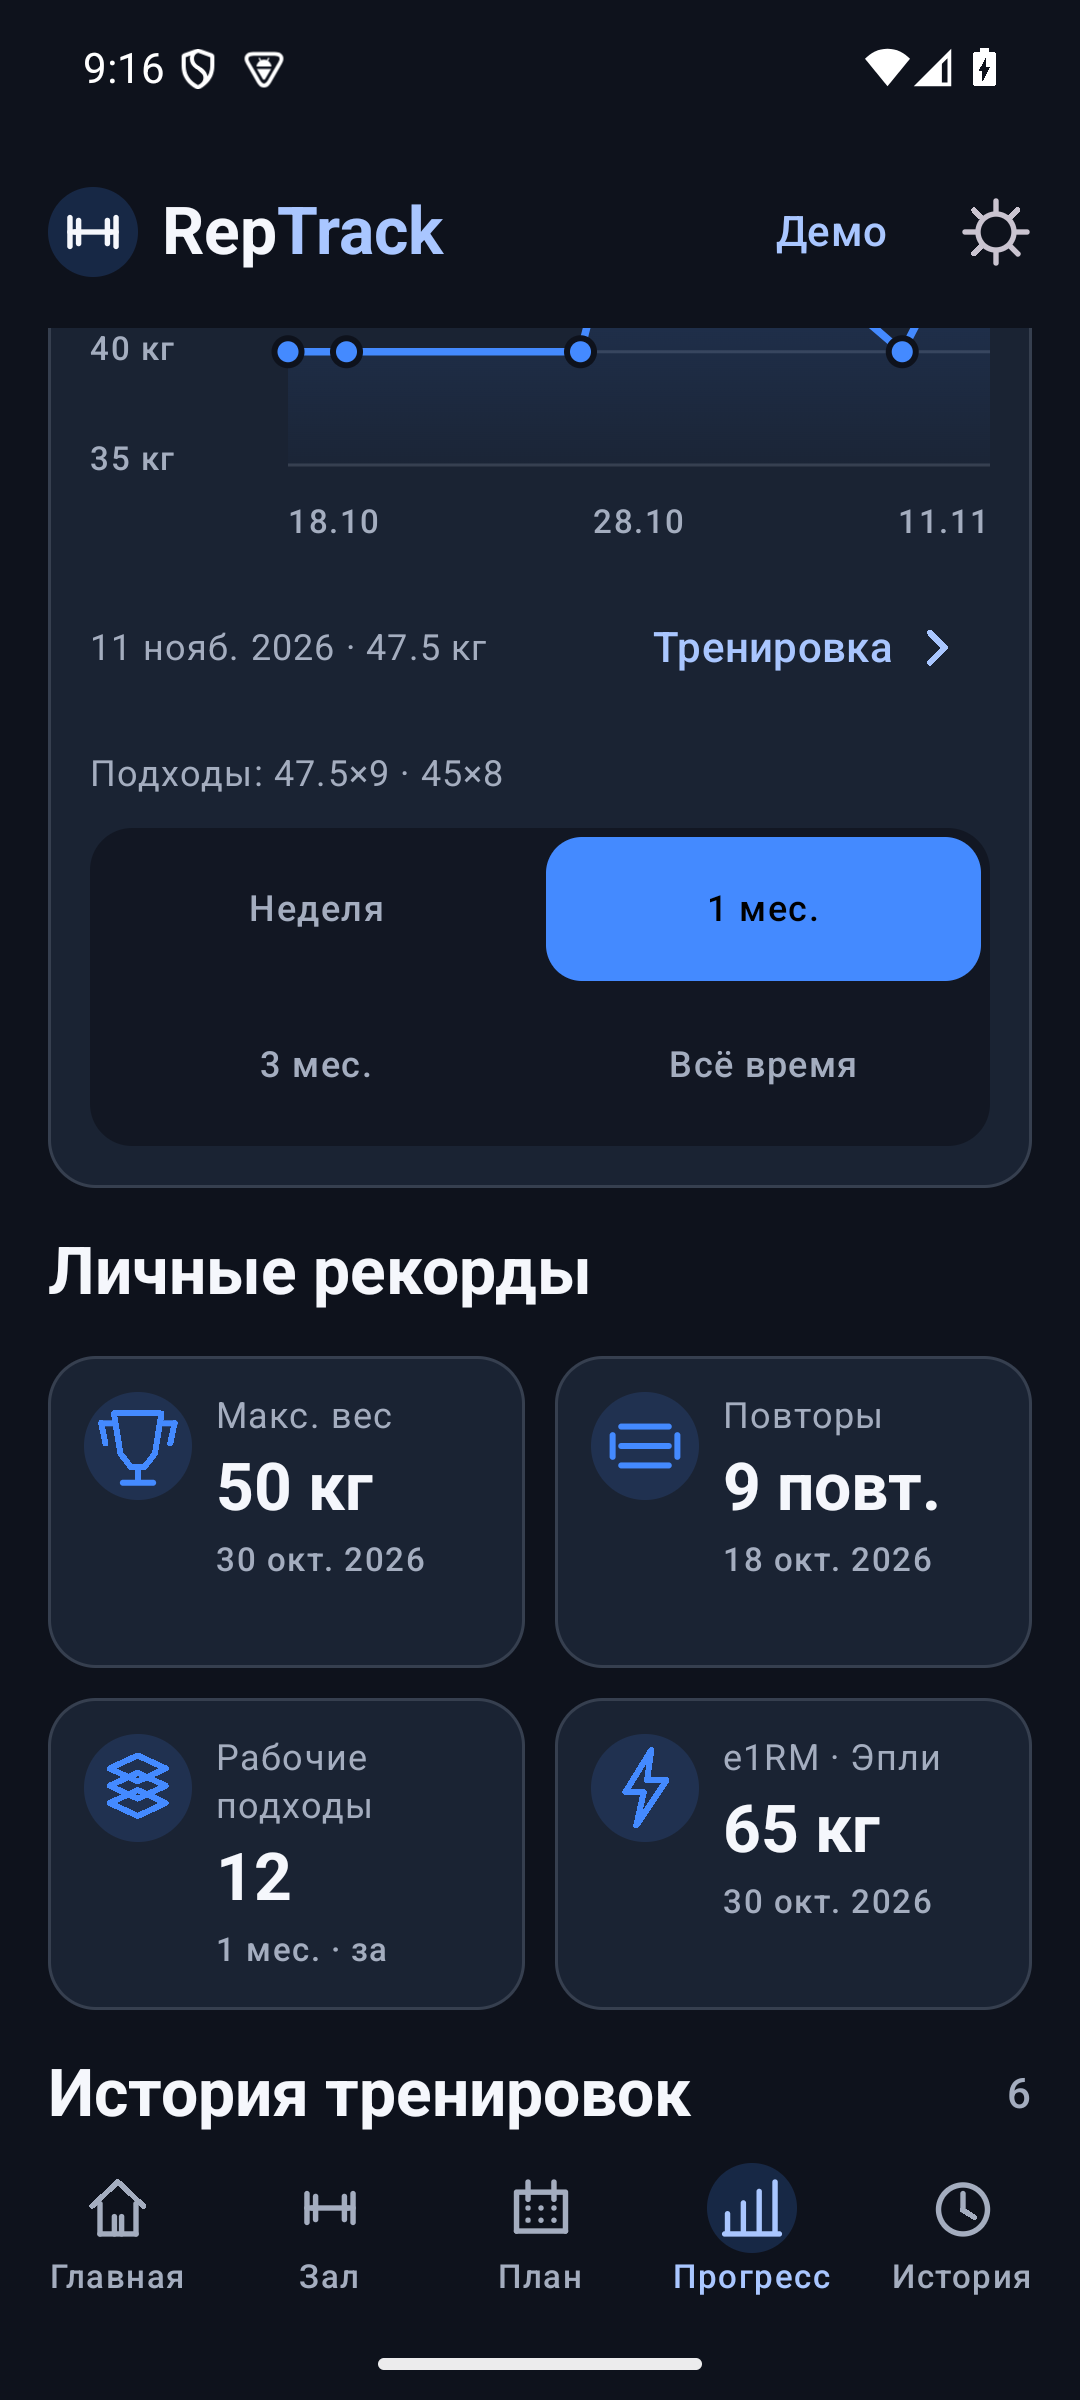 9:16
RepTrack
Демо
40 кг
35 кг
18.10 28.10 11.11
11 нояб. 2026 · 47.5 кг
Тренировка
Подходы: 47.5×9 · 45×8
Неделя
1 мес.
3 мес.
Всё время
Личные рекорды
Макс. вес
50 кг
30 окт. 2026
Повторы
9 повт.
18 окт. 2026
Рабочие
подходы
12
1 мес. · за
e1RM · Эпли
65 кг
30 окт. 2026
История тренировок
6
Главная
Зал
План
Прогресс
История